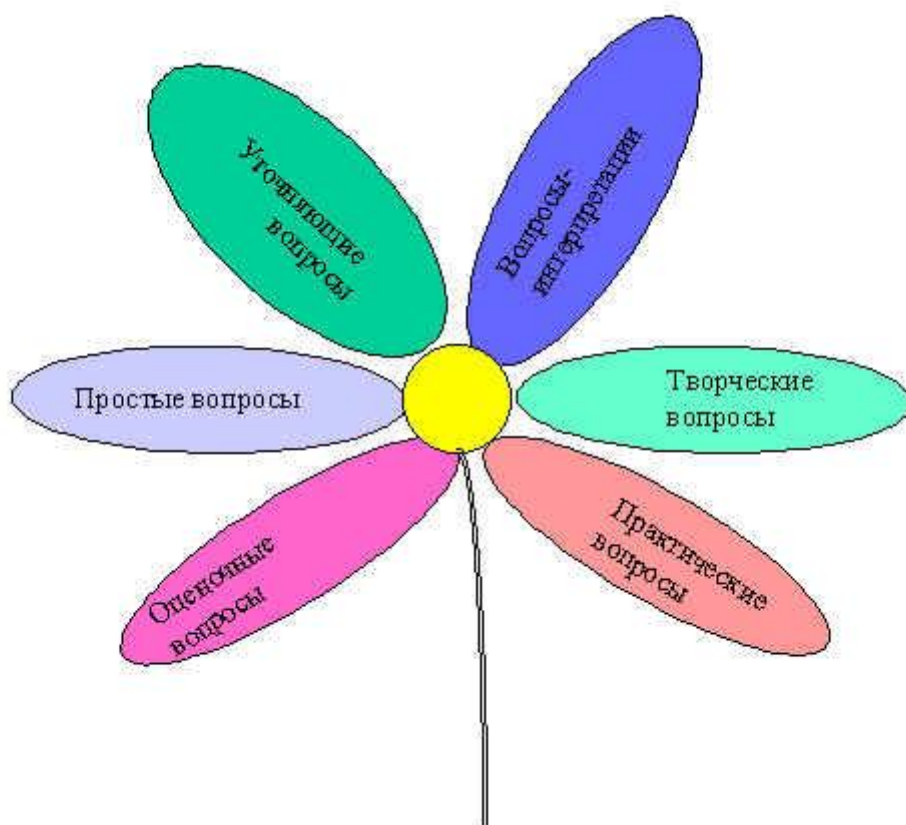 Уточняющие
вопросы
Вопросы-
интерпретации
Простые вопросы
Творческие
вопросы
Оценочные
вопросы
Практические
вопросы